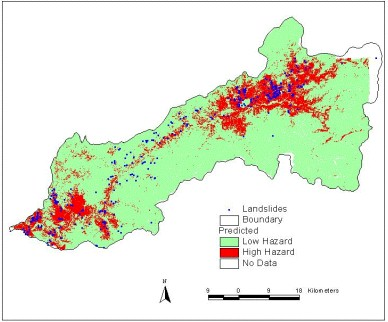 Landslides
Boundary
Predicted
Low Hazard
High Hazard
No Data
N
9 0 9 18 Kilometers